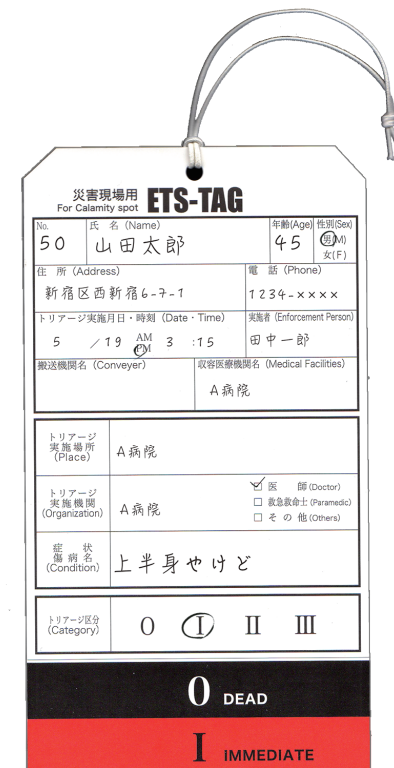 災害現場用
For Calamity spot
ETS-TAG
No.
50
氏 名 (Name)
山田太郎
年齢(Age)
45
性別(Sex)
男(M)
女(F)
住 所 (Address)
新宿区西新宿6-7-1
電 話 (Phone)
1234-××××
トリアージ実施月日・時刻 (Date・Time)
5 /19 AM PM 3 :15
実施者 (Enforcement Person)
田中一郎
搬送機関名 (Conveyer)
収容医療機関名 (Medical Facilities)
A病院
トリアージ
実施場所
(Place)
A病院
トリアージ
実施機関
(Organization)
A病院
医 師 (Doctor)
救急救命士 (Paramedic)
そ の 他 (Others)
症 状
傷病名
(Condition)
上半身やけど
トリアージ区分
(Category)
0 I II III
0 DEAD
I IMMEDIATE